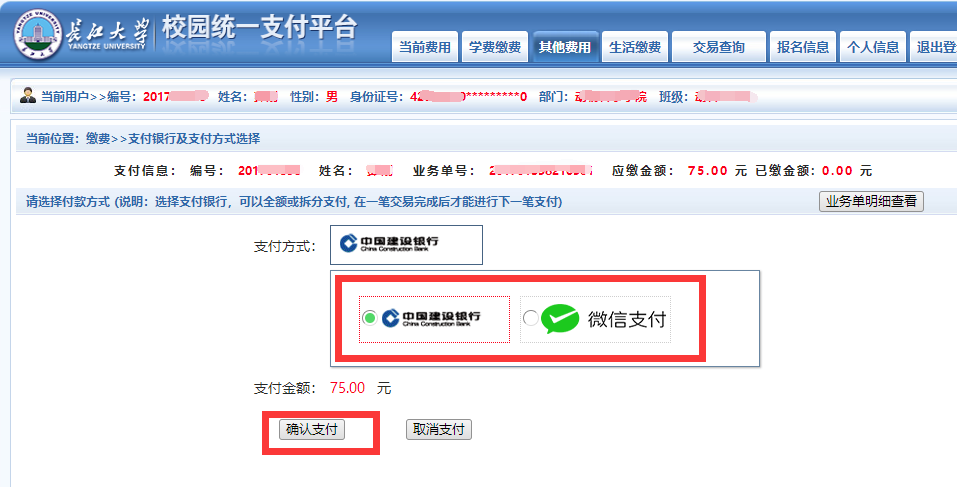 长江大学 校园统一支付平台
YANGTZE UNIVERSITY
当前费用 学费缴费 其他费用 生活缴费 交易查询 报名信息 个人信息 退出登
当前用户>>编号：2017 姓名： 性别：男 身份证号：42 0*********0 部门：动 院 班级：动
当前位置：缴费>>支付银行及支付方式选择
支付信息： 编号： 201 姓名： 业务单号： 应缴金额： 75.00 元 已缴金额：0.00 元
请选择付款方式 (说明：选择支付银行，可以全额或拆分支付, 在一笔交易完成后才能进行下一笔支付) 业务单明细查看
支付方式： 中国建设银行
China Construction Bank
中国建设银行 微信支付
China Construction Bank
支付金额： 75.00 元
确认支付 取消支付